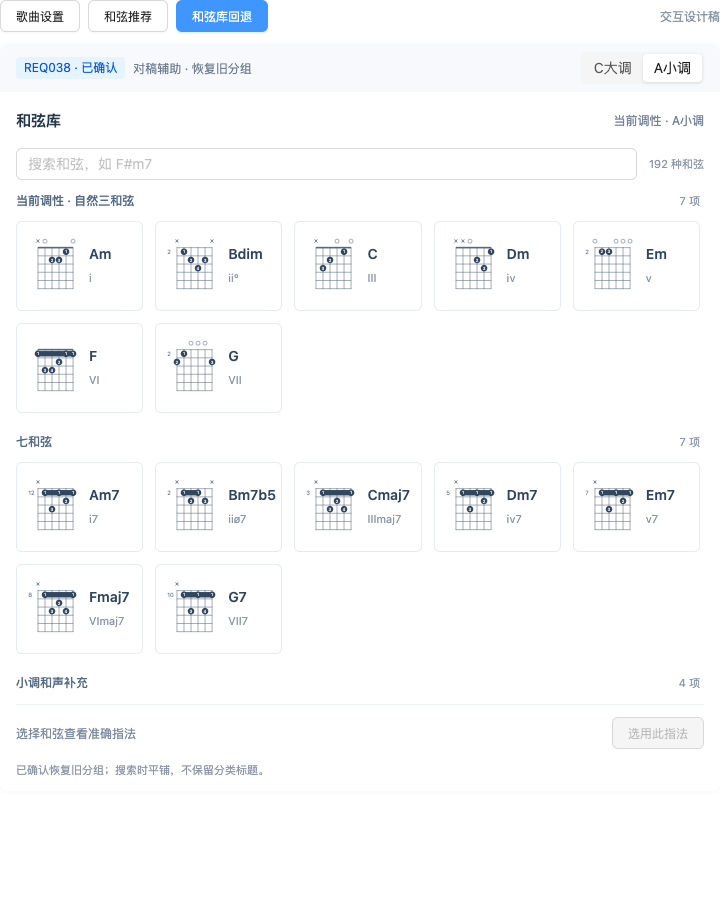 歌曲设置 和弦推荐 和弦库回退 交互设计稿
REQ038 · 已确认 对稿辅助 · 恢复旧分组 C大调 A小调
和弦库 当前调性 · A小调
搜索和弦，如 F#m7 192 种和弦
当前调性 · 自然三和弦 7 项
Am Bdim C Dm Em
i ii° III iv v
F G
VI VII
七和弦 7 项
Am7 Bm7b5 Cmaj7 Dm7 Em7
i7 iiø7 IIImaj7 iv7 v7
Fmaj7 G7
VImaj7 VII7
小调和声补充 4 项
选择和弦查看准确指法 选用此指法
已确认恢复旧分组；搜索时平铺，不保留分类标题。